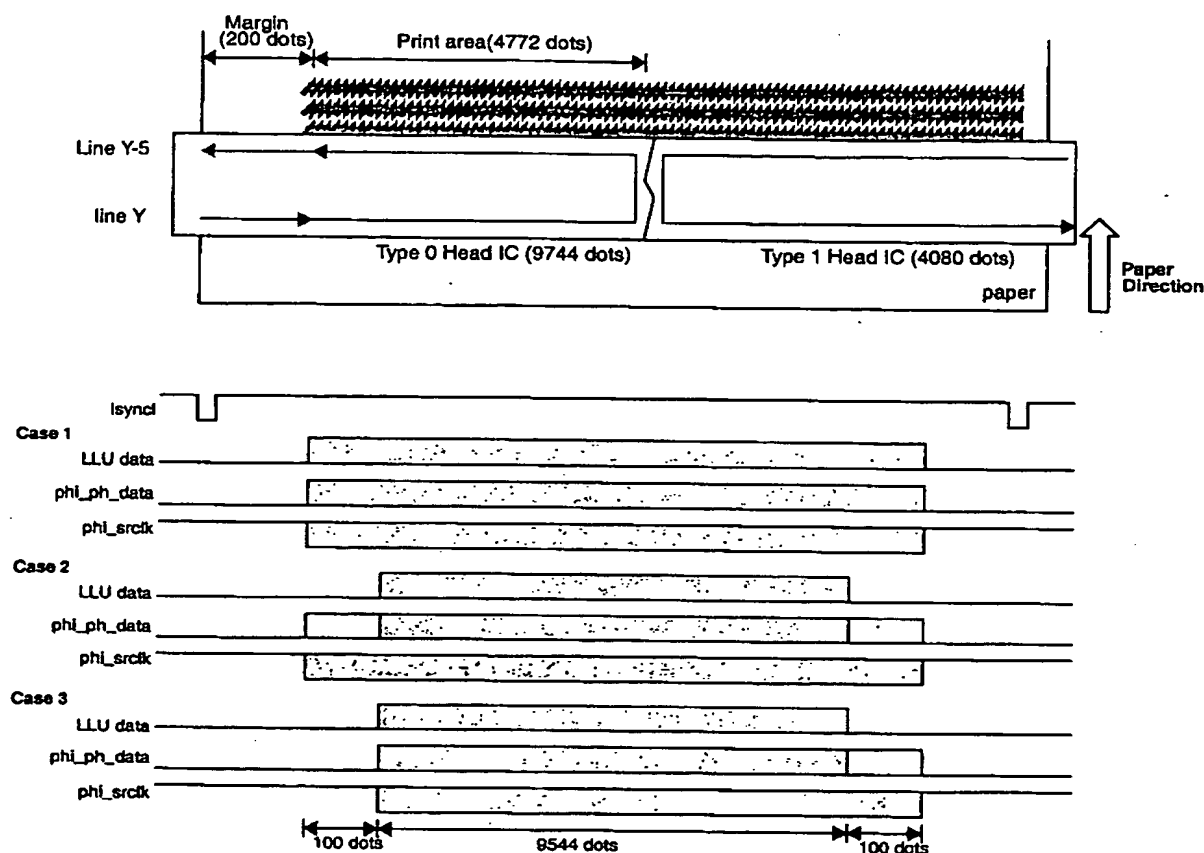 Margin
(200 dots)
Print area(4772 dots)
Line Y-5
line Y
Type 0 Head IC (9744 dots)
Type 1 Head IC (4080 dots)
paper
Paper
Direction
lsyncl
Case 1
LLU data
phi_ph_data
phi_srclk
Case 2
LLU data
phi_ph_data
phi_srclk
Case 3
LLU data
phi_ph_data
phi_srclk
100 dots
9544 dots
100 dots